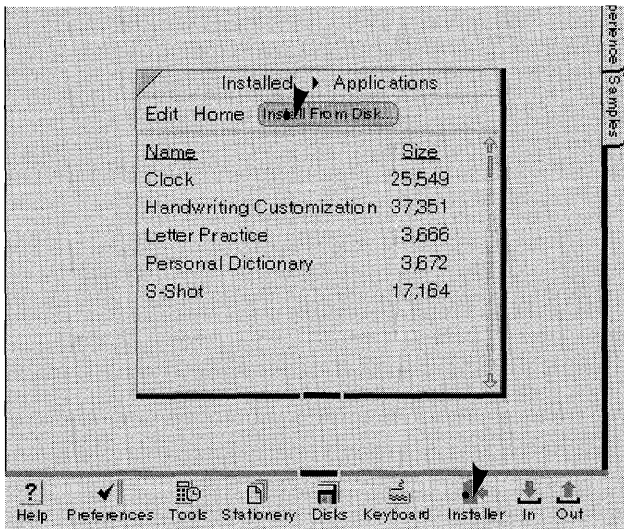 Installed ▸ Applications
Edit Home Install From Disk...
Name Size
Clock 25,549
Handwriting Customization 37,351
Letter Practice 3,666
Personal Dictionary 3,672
S-Shot 17,164
Samples
? Help Preferences Tools Stationery Disks Keyboard Installer In Out